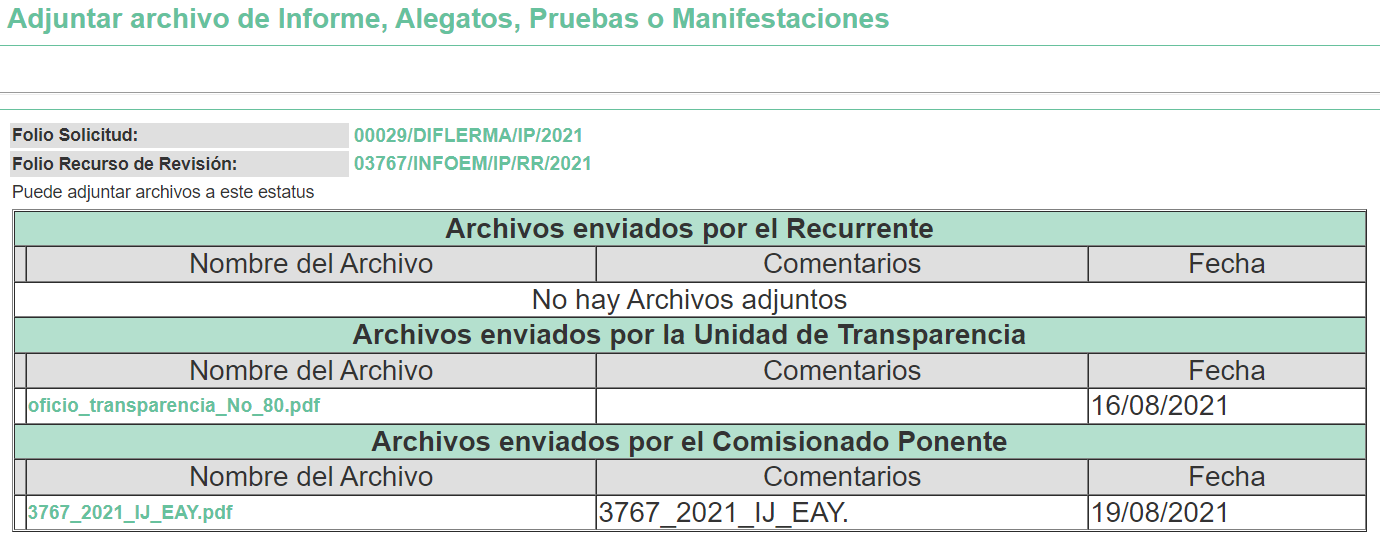 Adjuntar archivo de Informe, Alegatos, Pruebas o Manifestaciones
Folio Solicitud: 00029/DIFLERMA/IP/2021
Folio Recurso de Revisión: 03767/INFOEM/IP/RR/2021
Puede adjuntar archivos a este estatus
Archivos enviados por el Recurrente
Nombre del Archivo Comentarios Fecha
No hay Archivos adjuntos
Archivos enviados por la Unidad de Transparencia
Nombre del Archivo Comentarios Fecha
oficio_transparencia_No_80.pdf 16/08/2021
Archivos enviados por el Comisionado Ponente
Nombre del Archivo Comentarios Fecha
3767_2021_IJ_EAY.pdf 3767_2021_IJ_EAY. 19/08/2021